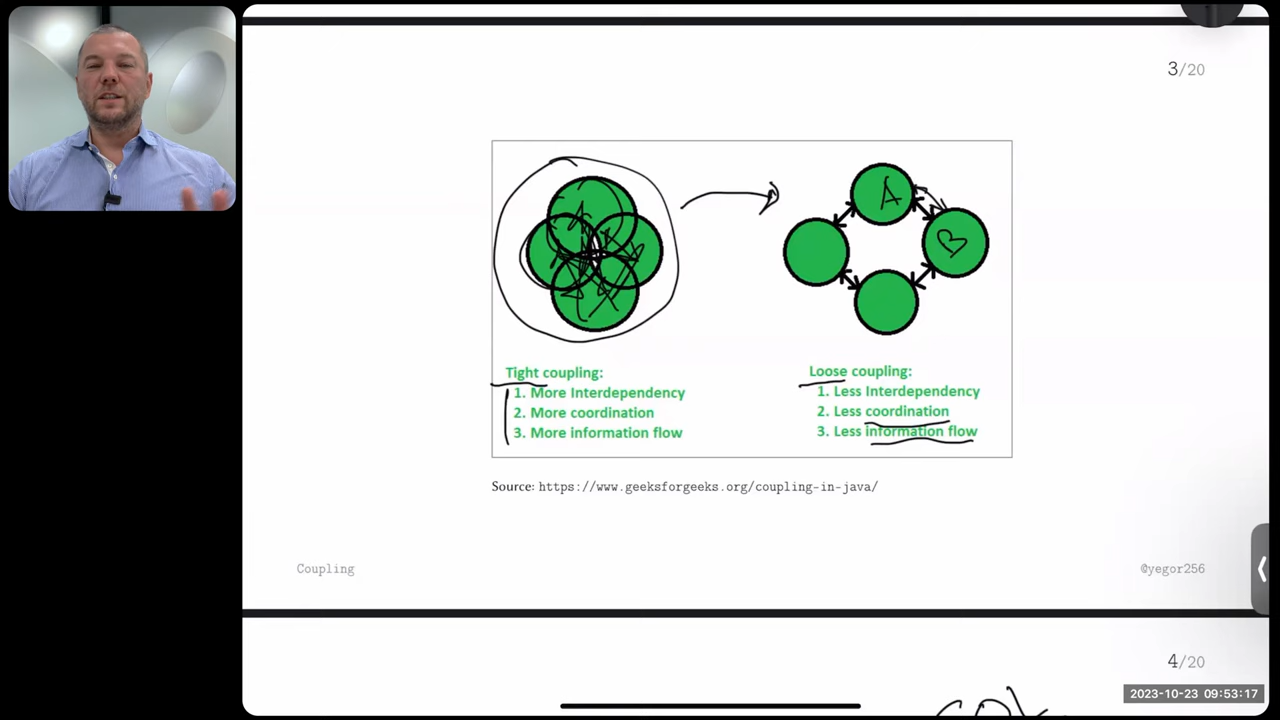 3/20
A
B
Tight coupling:
1. More Interdependency
2. More coordination
3. More information flow
Loose coupling:
1. Less Interdependency
2. Less coordination
3. Less information flow
Source: https://www.geeksforgeeks.org/coupling-in-java/
Coupling
@yegor256
4/20
2023-10-23 09:53:17